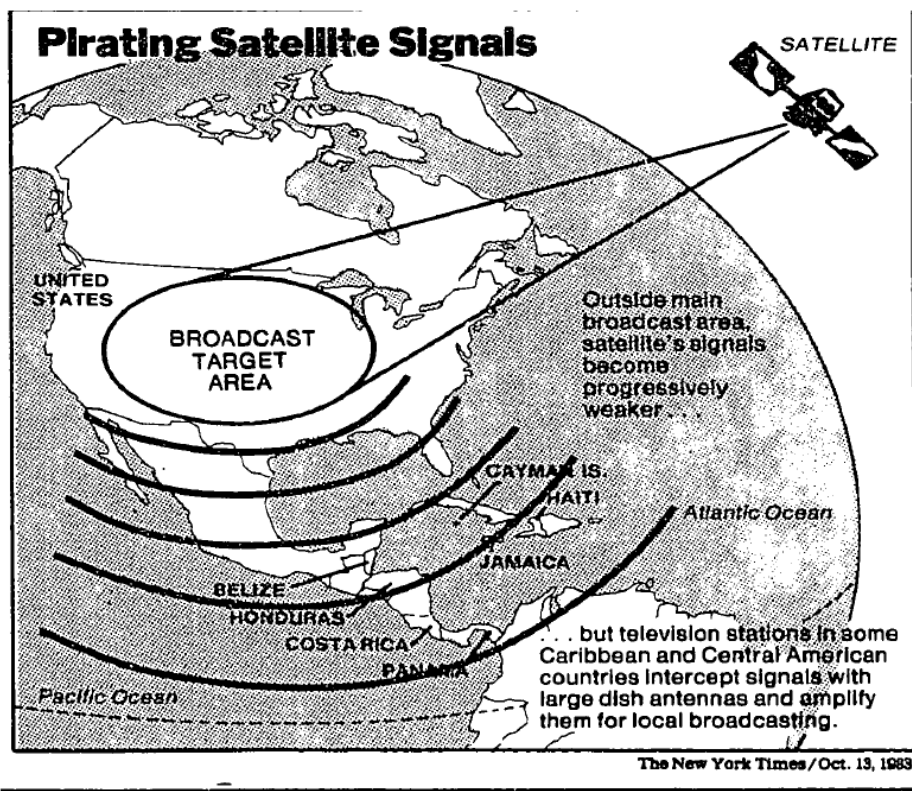 Pirating Satellite Signals
SATELLITE
UNITED
STATES
BROADCAST
TARGET
AREA
Outside main
broadcast area,
satellite's signals
become
progressively
weaker . . .
CAYMAN IS.
HAITI
Atlantic Ocean
JAMAICA
BELIZE
HONDURAS
COSTA RICA
PANAMA
Pacific Ocean
. . . but television stations in some
Caribbean and Central American
countries intercept signals with
large dish antennas and amplify
them for local broadcasting.
The New York Times/Oct. 13, 1983